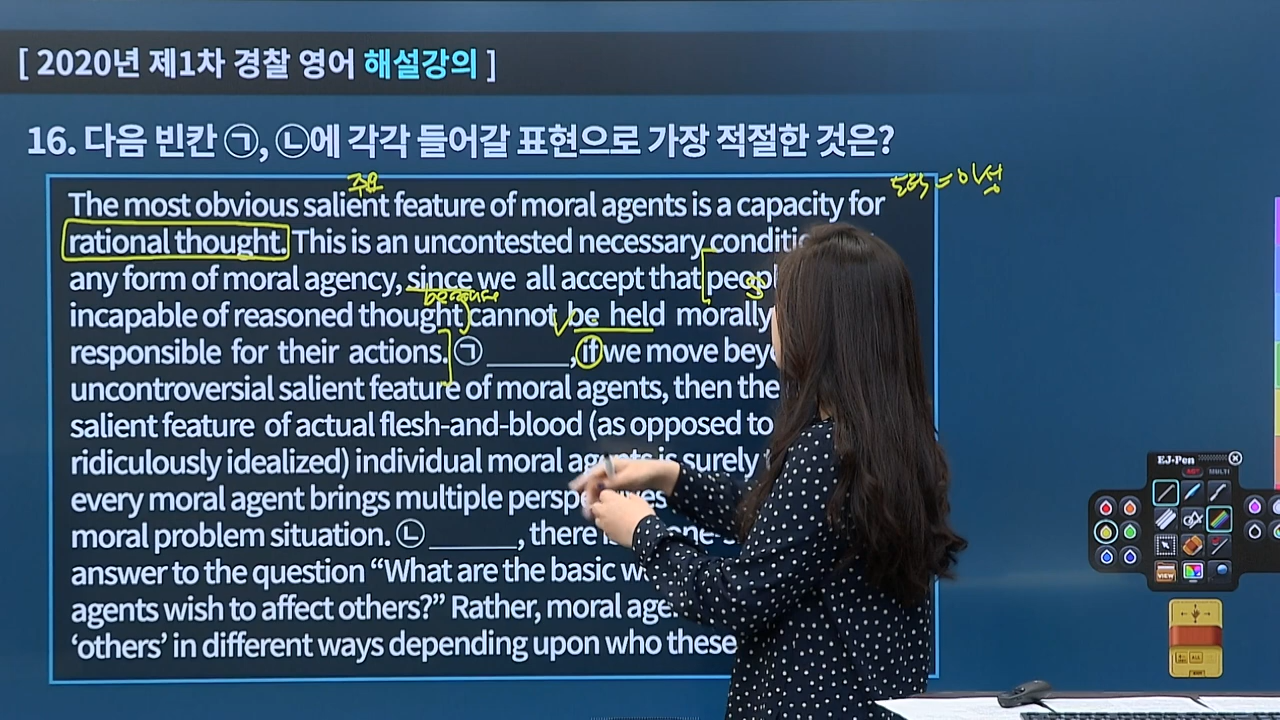 [ 2020년 제1차 경찰 영어 해설강의 ]
16. 다음 빈칸 ㉠, ㉡에 각각 들어갈 표현으로 가장 적절한 것은?
주요
도덕 = 이성
The most obvious salient feature of moral agents is a capacity for
rational thought. This is an uncontested necessary
any form of moral agency, since we all accept that
because
S
incapable of reasoned thought cannot be held morally
responsible for their actions. ㉠ ______, if we move
uncontroversial salient feature of moral agents, then
salient feature of actual flesh-and-blood (as opposed to
ridiculously idealized) individual moral agents is surely
every moral agent brings multiple
moral problem situation. ㉡ ______, there
answer to the question “What are the basic
agents wish to affect others?” Rather, moral
‘others’ in different ways depending upon who these
EJ-Pen
MULTI
VIEW
ALL